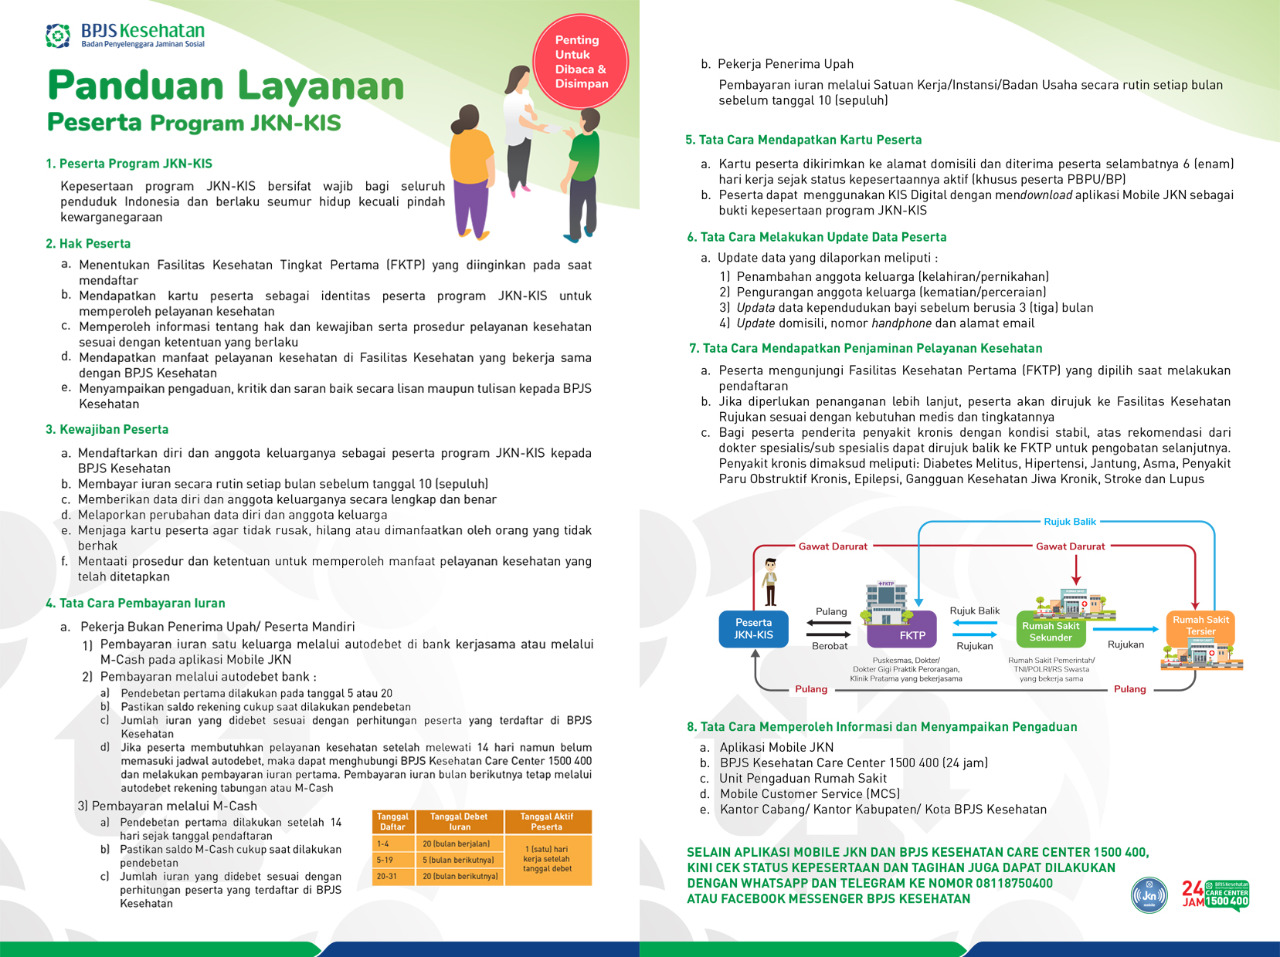 BPJS Kesehatan
Badan Penyelenggara Jaminan Sosial
Penting
Untuk
Dibaca &
Disimpan
Panduan Layanan
Peserta Program JKN-KIS
1. Peserta Program JKN-KIS
Kepesertaan program JKN-KIS bersifat wajib bagi seluruh
penduduk Indonesia dan berlaku seumur hidup kecuali pindah
kewarganegaraan
2. Hak Peserta
a. Menentukan Fasilitas Kesehatan Tingkat Pertama (FKTP) yang diinginkan pada saat
mendaftar
b. Mendapatkan kartu peserta sebagai identitas peserta program JKN-KIS untuk
memperoleh pelayanan kesehatan
c. Memperoleh informasi tentang hak dan kewajiban serta prosedur pelayanan kesehatan
sesuai dengan ketentuan yang berlaku
d. Mendapatkan manfaat pelayanan kesehatan di Fasilitas Kesehatan yang bekerja sama
dengan BPJS Kesehatan
e. Menyampaikan pengaduan, kritik dan saran baik secara lisan maupun tulisan kepada BPJS
Kesehatan
3. Kewajiban Peserta
a. Mendaftarkan diri dan anggota keluarganya sebagai peserta program JKN-KIS kepada
BPJS Kesehatan
b. Membayar iuran secara rutin setiap bulan sebelum tanggal 10 (sepuluh)
c. Memberikan data diri dan anggota keluarganya secara lengkap dan benar
d. Melaporkan perubahan data diri dan anggota keluarga
e. Menjaga kartu peserta agar tidak rusak, hilang atau dimanfaatkan oleh orang yang tidak
berhak
f. Mentaati prosedur dan ketentuan untuk memperoleh manfaat pelayanan kesehatan yang
telah ditetapkan
4. Tata Cara Pembayaran Iuran
a. Pekerja Bukan Penerima Upah/ Peserta Mandiri
1) Pembayaran iuran satu keluarga melalui autodebet di bank kerjasama atau melalui
M-Cash pada aplikasi Mobile JKN
2) Pembayaran melalui autodebet bank :
a) Pendebetan pertama dilakukan pada tanggal 5 atau 20
b) Pastikan saldo rekening cukup saat dilakukan pendebetan
c) Jumlah iuran yang didebet sesuai dengan perhitungan peserta yang terdaftar di BPJS
Kesehatan
d) Jika peserta membutuhkan pelayanan kesehatan setelah melewati 14 hari namun belum
memasuki jadwal autodebet, maka dapat menghubungi BPJS Kesehatan Care Center 1500 400
dan melakukan pembayaran iuran pertama. Pembayaran iuran bulan berikutnya tetap melalui
autodebet rekening tabungan atau M-Cash
3) Pembayaran melalui M-Cash
a) Pendebetan pertama dilakukan setelah 14
hari sejak tanggal pendaftaran
b) Pastikan saldo M-Cash cukup saat dilakukan
pendebetan
c) Jumlah iuran yang didebet sesuai dengan
perhitungan peserta yang terdaftar di BPJS
Kesehatan
Tanggal Daftar | Tanggal Debet Iuran | Tanggal Aktif Peserta
1-4 | 20 (bulan berjalan)
5-19 | 5 (bulan berikutnya)
20-31 | 20 (bulan berikutnya)
1 (satu) hari
kerja setelah
tanggal debet
b. Pekerja Penerima Upah
Pembayaran iuran melalui Satuan Kerja/Instansi/Badan Usaha secara rutin setiap bulan
sebelum tanggal 10 (sepuluh)
5. Tata Cara Mendapatkan Kartu Peserta
a. Kartu peserta dikirimkan ke alamat domisili dan diterima peserta selambatnya 6 (enam)
hari kerja sejak status kepesertaannya aktif (khusus peserta PBPU/BP)
b. Peserta dapat menggunakan KIS Digital dengan mendownload aplikasi Mobile JKN sebagai
bukti kepesertaan program JKN-KIS
6. Tata Cara Melakukan Update Data Peserta
a. Update data yang dilaporkan meliputi :
1) Penambahan anggota keluarga (kelahiran/pernikahan)
2) Pengurangan anggota keluarga (kematian/perceraian)
3) Updata data kependudukan bayi sebelum berusia 3 (tiga) bulan
4) Update domisili, nomor handphone dan alamat email
7. Tata Cara Mendapatkan Penjaminan Pelayanan Kesehatan
a. Peserta mengunjungi Fasilitas Kesehatan Pertama (FKTP) yang dipilih saat melakukan
pendaftaran
b. Jika diperlukan penanganan lebih lanjut, peserta akan dirujuk ke Fasilitas Kesehatan
Rujukan sesuai dengan kebutuhan medis dan tingkatannya
c. Bagi peserta penderita penyakit kronis dengan kondisi stabil, atas rekomendasi dari
dokter spesialis/sub spesialis dapat dirujuk balik ke FKTP untuk pengobatan selanjutnya.
Penyakit kronis dimaksud meliputi: Diabetes Melitus, Hipertensi, Jantung, Asma, Penyakit
Paru Obstruktif Kronis, Epilepsi, Gangguan Kesehatan Jiwa Kronik, Stroke dan Lupus
Rujuk Balik
Gawat Darurat
Gawat Darurat
Peserta
JKN-KIS
Pulang
Berobat
FKTP
FKTP
Puskesmas, Dokter/
Dokter Gigi Praktik Perorangan,
Klinik Pratama yang bekerjasama
Rujuk Balik
Rujukan
Rumah Sakit
Sekunder
Rumah Sakit Pemerintah/
TNI/POLRI/RS Swasta
yang bekerja sama
Rujukan
Rumah Sakit
Tersier
Pulang
Pulang
8. Tata Cara Memperoleh Informasi dan Menyampaikan Pengaduan
a. Aplikasi Mobile JKN
b. BPJS Kesehatan Care Center 1500 400 (24 jam)
c. Unit Pengaduan Rumah Sakit
d. Mobile Customer Service (MCS)
e. Kantor Cabang/ Kantor Kabupaten/ Kota BPJS Kesehatan
SELAIN APLIKASI MOBILE JKN DAN BPJS KESEHATAN CARE CENTER 1500 400,
KINI CEK STATUS KEPESERTAAN DAN TAGIHAN JUGA DAPAT DILAKUKAN
DENGAN WHATSAPP DAN TELEGRAM KE NOMOR 08118750400
ATAU FACEBOOK MESSENGER BPJS KESEHATAN
Jkn
mobile
24
JAM
BPJS Kesehatan
CARE CENTER
1500 400